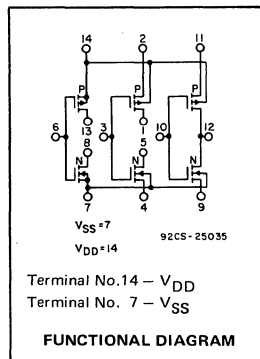 14 2 11
P P P
13 1
6 3 10 12
8 5
N N N
7 4 9
VSS=7
92CS-25035
VDD=14
Terminal No.14 – VDD
Terminal No. 7 – VSS
FUNCTIONAL DIAGRAM